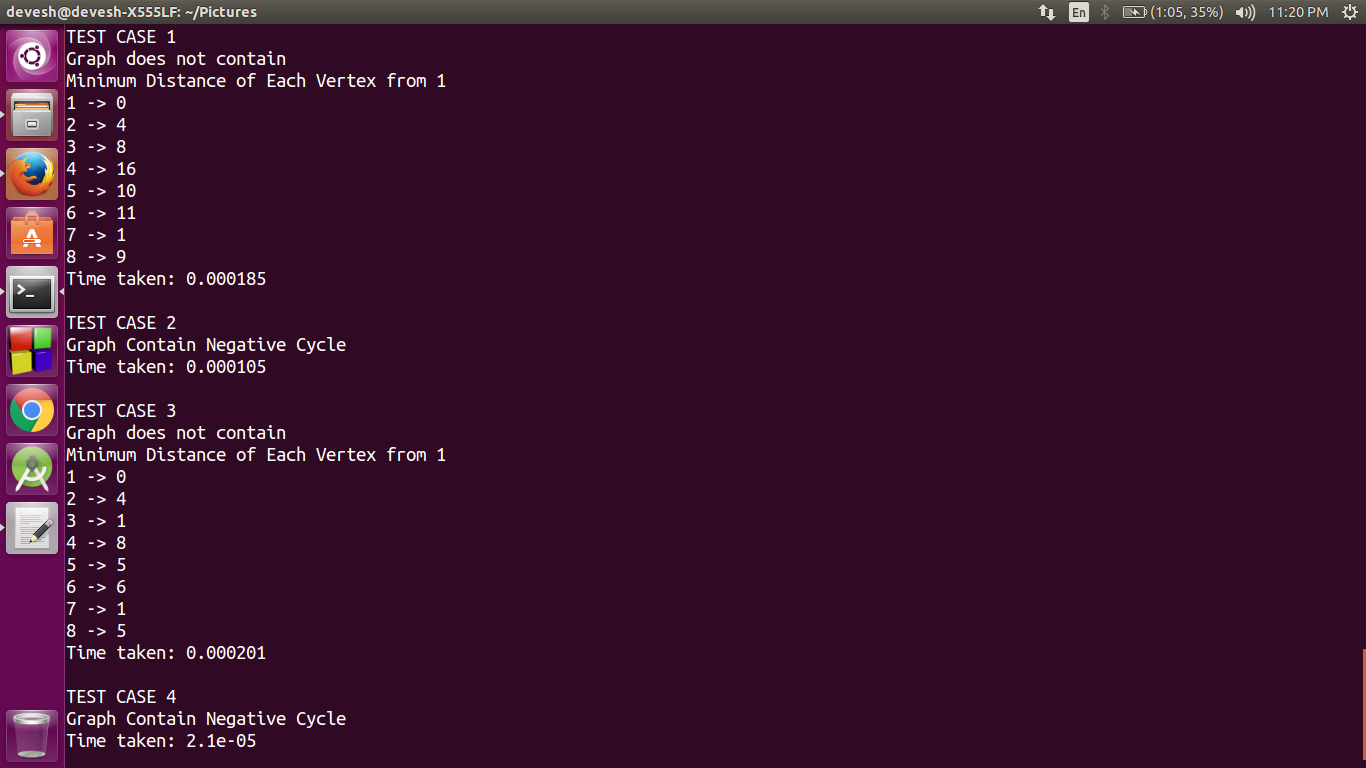 devesh@devesh-X555LF: ~/Pictures
En
(1:05, 35%)
11:20 PM
TEST CASE 1
Graph does not contain
Minimum Distance of Each Vertex from 1
1 -> 0
2 -> 4
3 -> 8
4 -> 16
5 -> 10
6 -> 11
7 -> 1
8 -> 9
Time taken: 0.000185
TEST CASE 2
Graph Contain Negative Cycle
Time taken: 0.000105
TEST CASE 3
Graph does not contain
Minimum Distance of Each Vertex from 1
1 -> 0
2 -> 4
3 -> 1
4 -> 8
5 -> 5
6 -> 6
7 -> 1
8 -> 5
Time taken: 0.000201
TEST CASE 4
Graph Contain Negative Cycle
Time taken: 2.1e-05